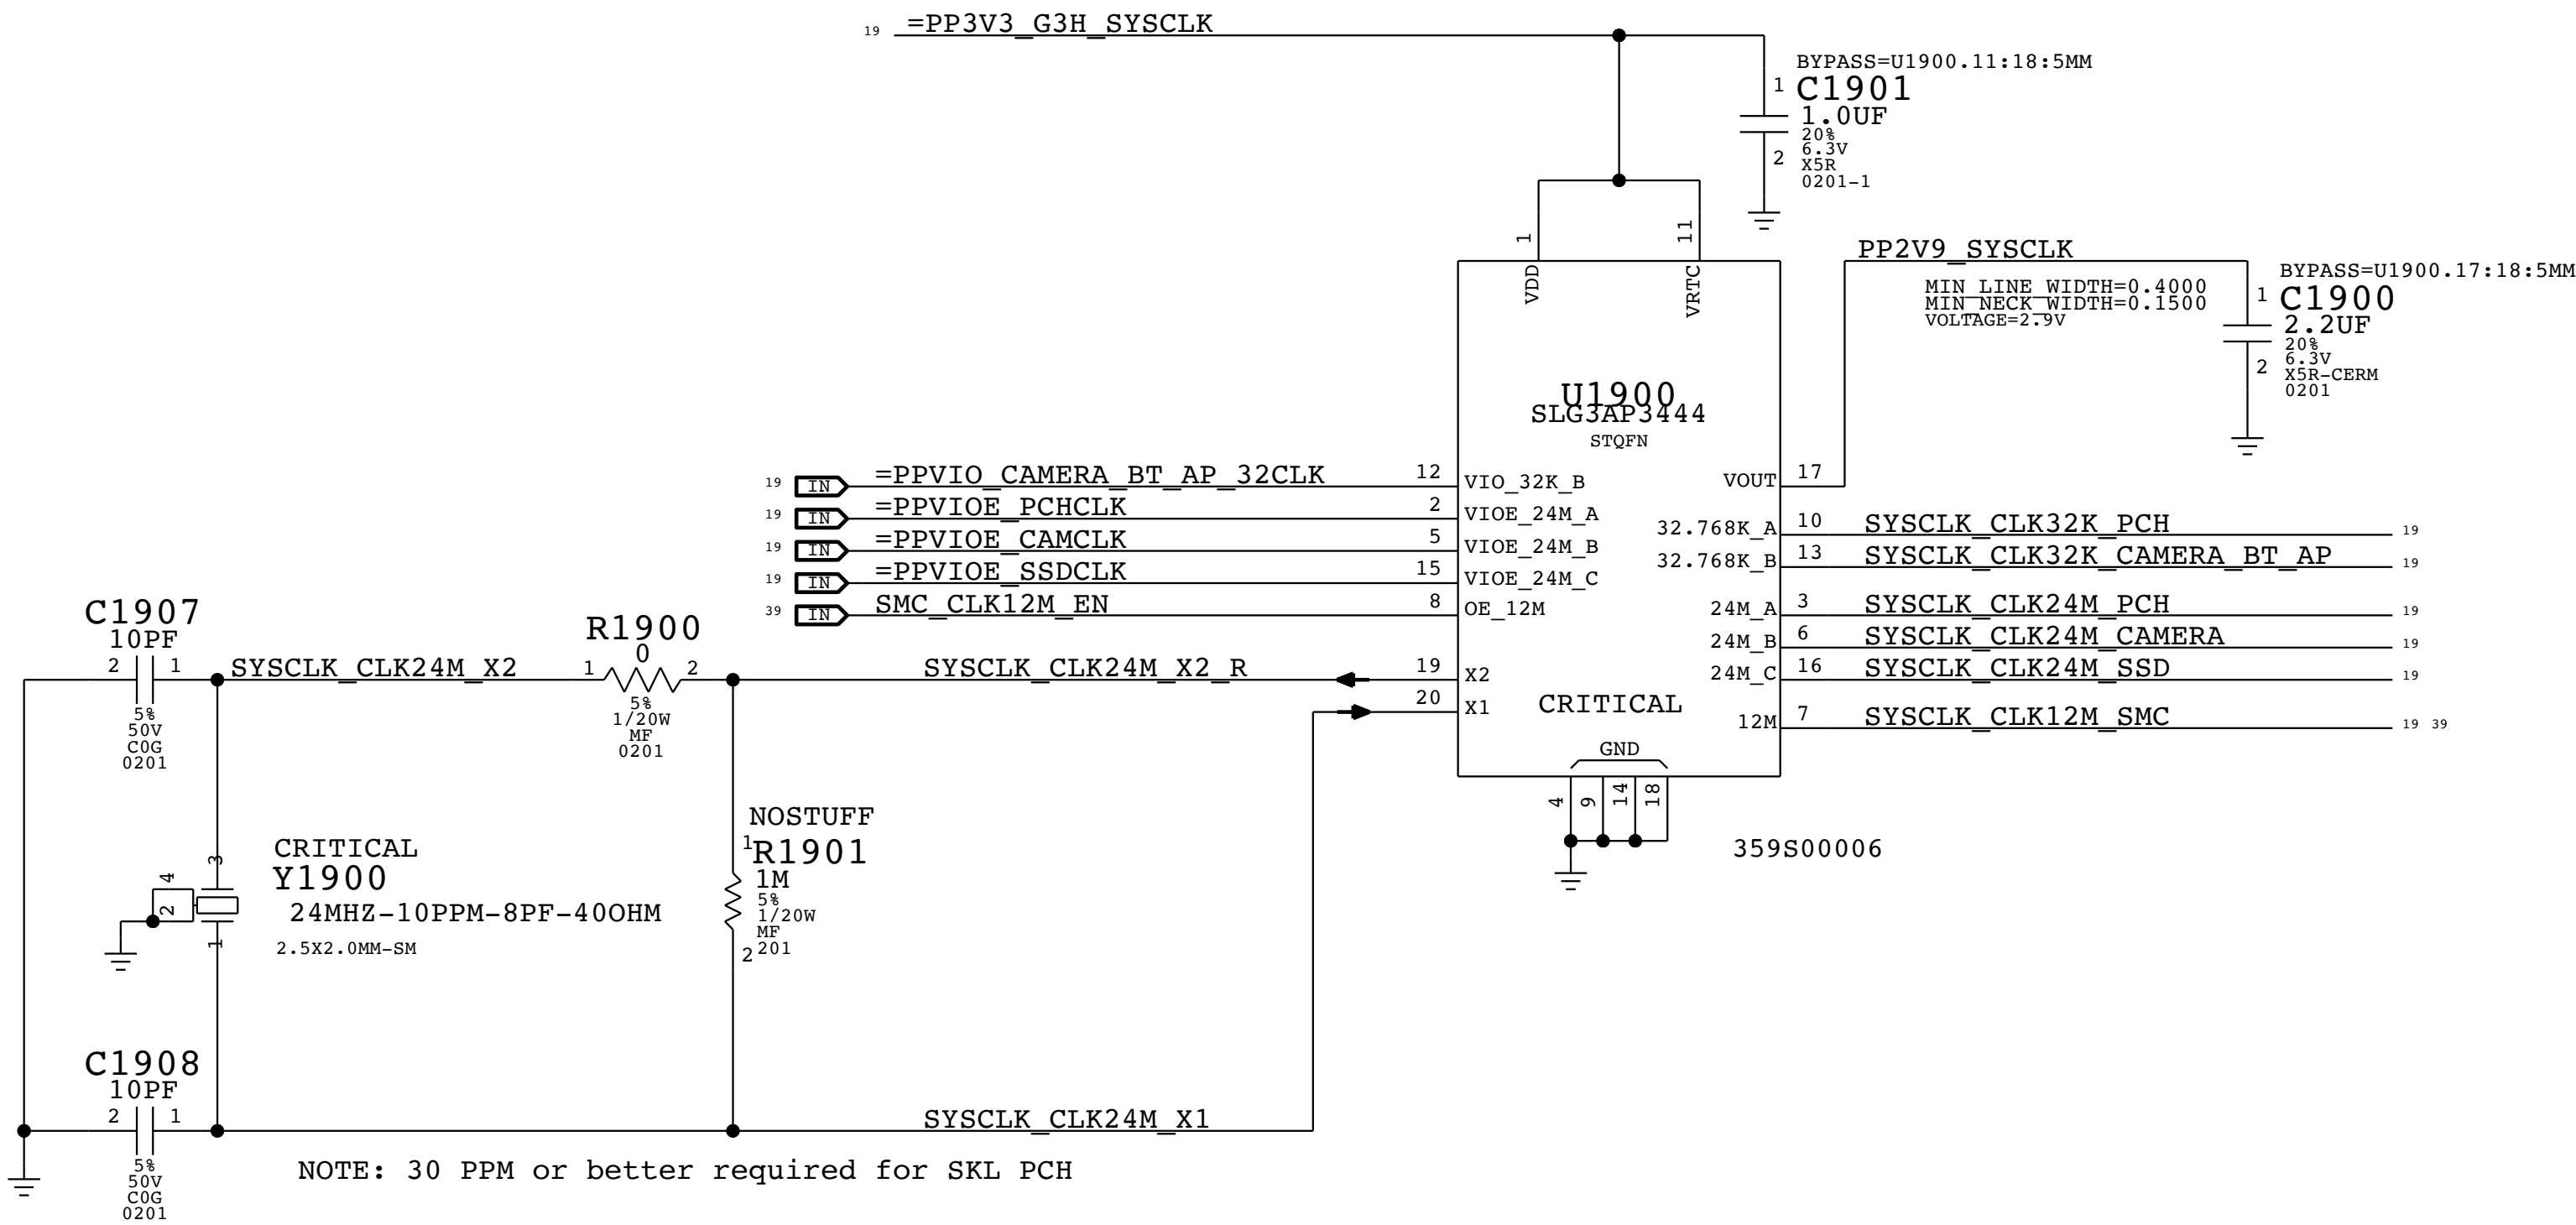 19 =PP3V3_G3H_SYSCLK
BYPASS=U1900.11:18:5MM
1 C1901
1.0UF
20%
6.3V
2
X5R
0201-1
1
11
VDD
VRTC
PP2V9_SYSCLK
MIN_LINE_WIDTH=0.4000
MIN_NECK_WIDTH=0.1500
VOLTAGE=2.9V
BYPASS=U1900.17:18:5MM
1 C1900
2.2UF
20%
6.3V
2
X5R-CERM
0201
U1900
SLG3AP3444
STQFN
19 IN =PPVIO_CAMERA_BT_AP_32CLK 12 VIO_32K_B
19 IN =PPVIOE_PCHCLK 2 VIOE_24M_A
19 IN =PPVIOE_CAMCLK 5 VIOE_24M_B
19 IN =PPVIOE_SSDCLK 15 VIOE_24M_C
39 IN SMC_CLK12M_EN 8 OE_12M
VOUT 17
32.768K_A 10 SYSCLK_CLK32K_PCH 19
32.768K_B 13 SYSCLK_CLK32K_CAMERA_BT_AP 19
24M_A 3 SYSCLK_CLK24M_PCH 19
24M_B 6 SYSCLK_CLK24M_CAMERA 19
24M_C 16 SYSCLK_CLK24M_SSD 19
12M 7 SYSCLK_CLK12M_SMC 19 39
C1907
10PF
2 1
5%
50V
C0G
0201
SYSCLK_CLK24M_X2
R1900
0
1 2
5%
1/20W
MF
0201
SYSCLK_CLK24M_X2_R 19 X2
20 X1
CRITICAL
GND
4 9 14 18
359S00006
NOSTUFF
1
R1901
1M
5%
1/20W
MF
2 201
CRITICAL
Y1900
24MHZ-10PPM-8PF-40OHM
2.5X2.0MM-SM
3
4
2
1
C1908
10PF
2 1
5%
50V
C0G
0201
SYSCLK_CLK24M_X1
NOTE: 30 PPM or better required for SKL PCH